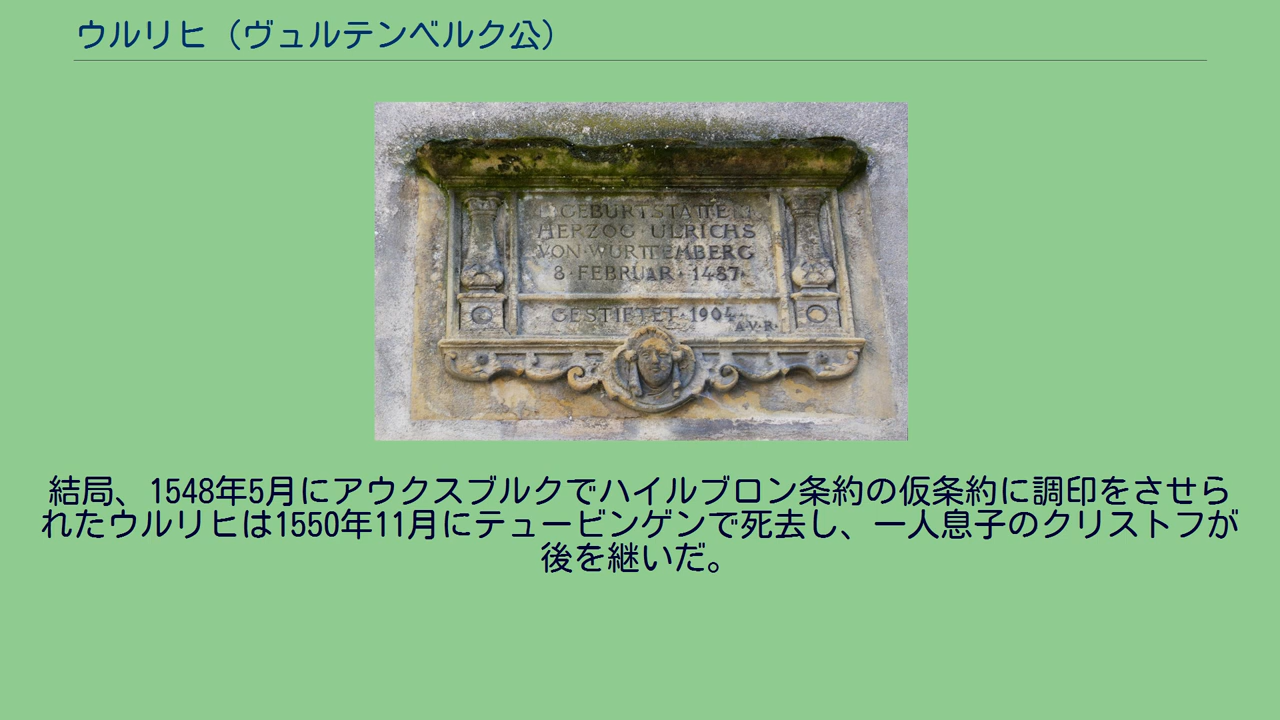 ウルリヒ（ヴュルテンベルク公）
GEBURTSTATTE
HERZOG · ULRICHS
VON · WURTTEMBERG
8 · FEBRUAR · 1487 ·
GESTIFTET · 1904 ·
A.V.R.
結局、1548年5月にアウクスブルクでハイルブロン条約の仮条約に調印をさせら
れたウルリヒは1550年11月にテュービンゲンで死去し、一人息子のクリストフが
後を継いだ。